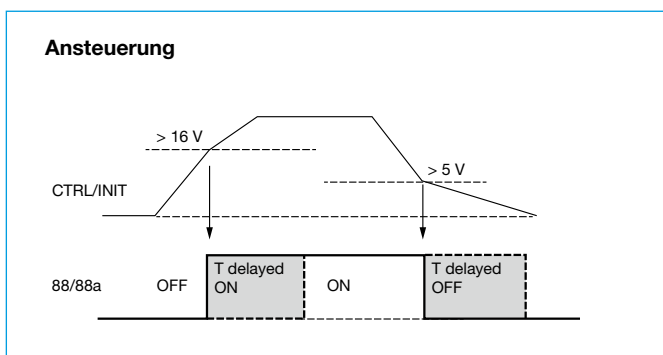 Ansteuerung
> 16 V
> 5 V
CTRL/INIT
88/88a OFF T delayed ON ON T delayed OFF